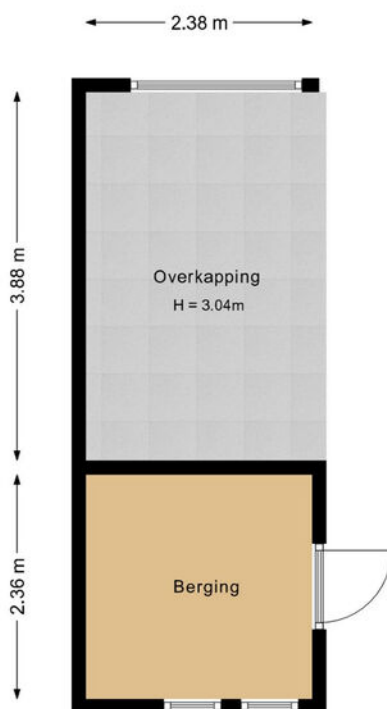 2.38 m
3.88 m
Overkapping
H = 3.04m
2.36 m
Berging